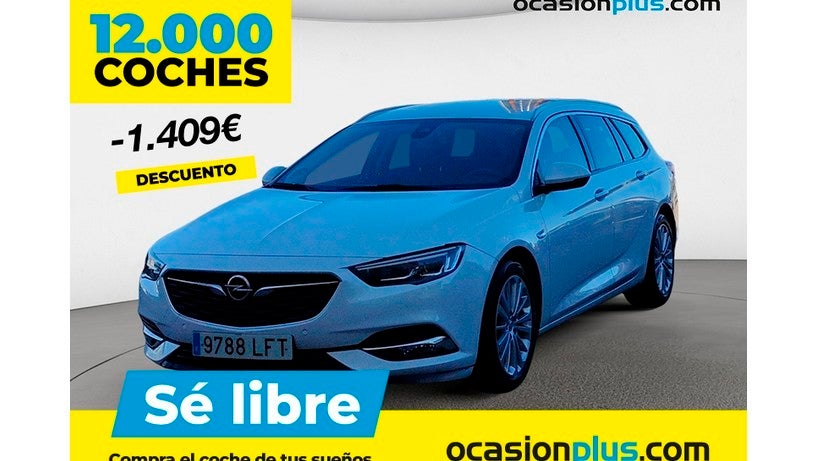 ocasionplus.com
12.000
COCHES
-1.409€
DESCUENTO
9788 LFT
Sé libre
Compra el coche de tus sueños
ocasionplus.com